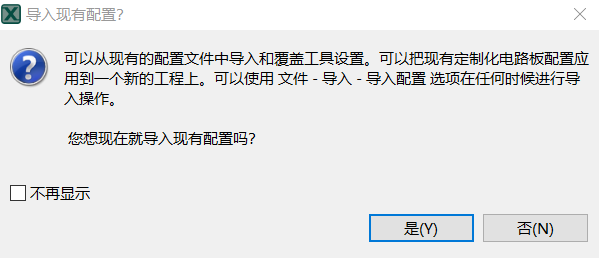 导入现有配置?
可以从现有的配置文件中导入和覆盖工具设置。可以把现有定制化电路板配置应
用到一个新的工程上。可以使用 文件 - 导入 - 导入配置 选项在任何时候进行导
入操作。
您想现在就导入现有配置吗?
不再显示
是(Y)
否(N)